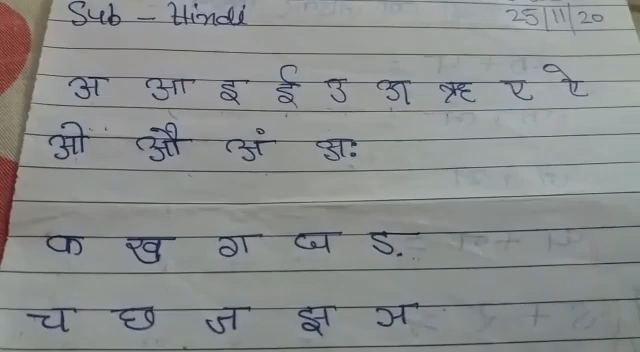 Sub - Hindi 25/11/20
अ आ इ ई उ ऊ ऋ ए ऐ
ओ औ अं अः
क ख ग घ ङ
च छ ज झ ञ